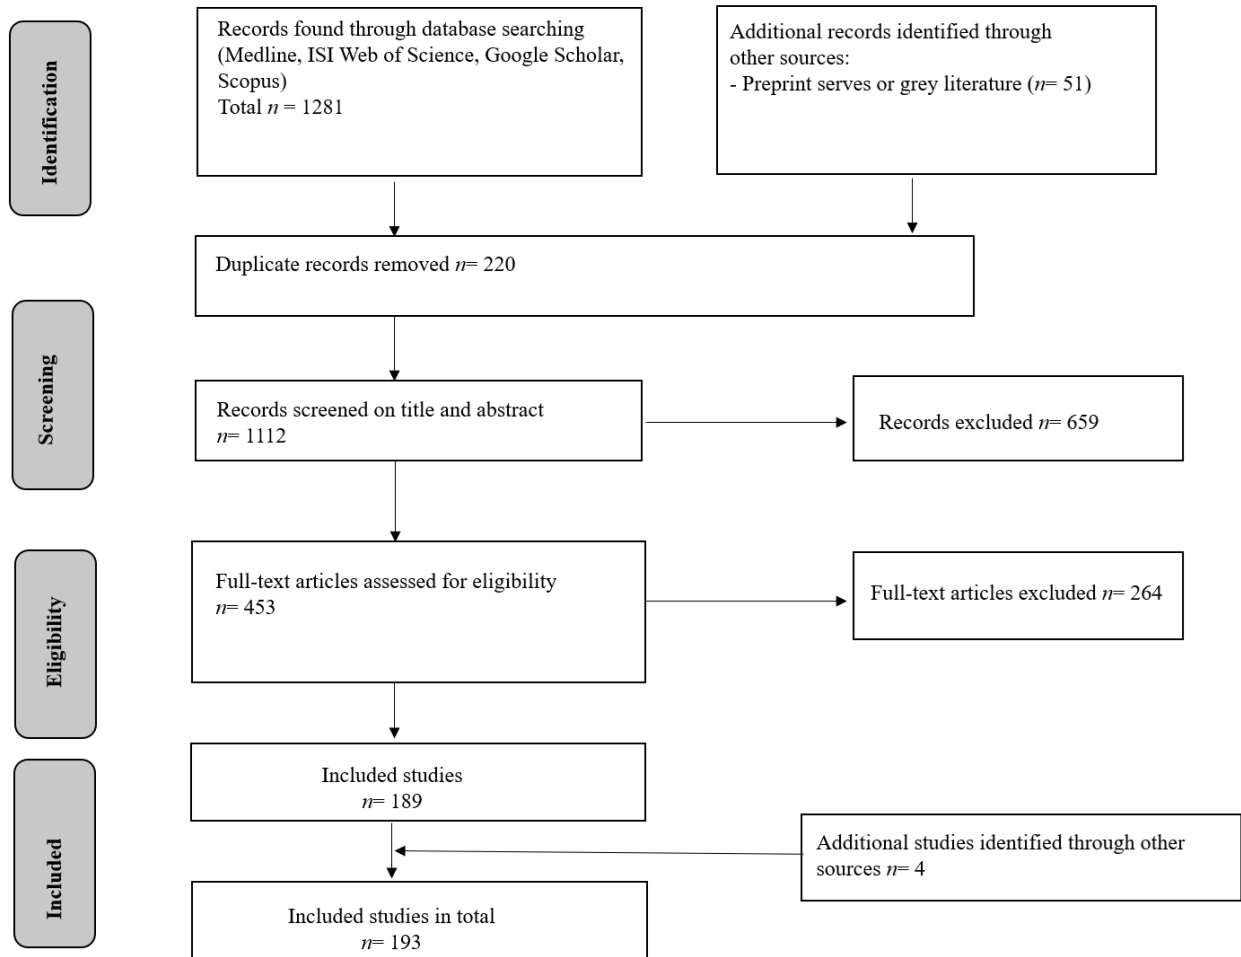 Identification
Records found through database searching
(Medline, ISI Web of Science, Google Scholar,
Scopus)
Total n = 1281
Additional records identified through
other sources:
- Preprint serves or grey literature (n= 51)
Duplicate records removed n= 220
Screening
Records screened on title and abstract
n= 1112
Records excluded n= 659
Eligibility
Full-text articles assessed for eligibility
n= 453
Full-text articles excluded n= 264
Included
Included studies
n= 189
Additional studies identified through other
sources n= 4
Included studies in total
n= 193